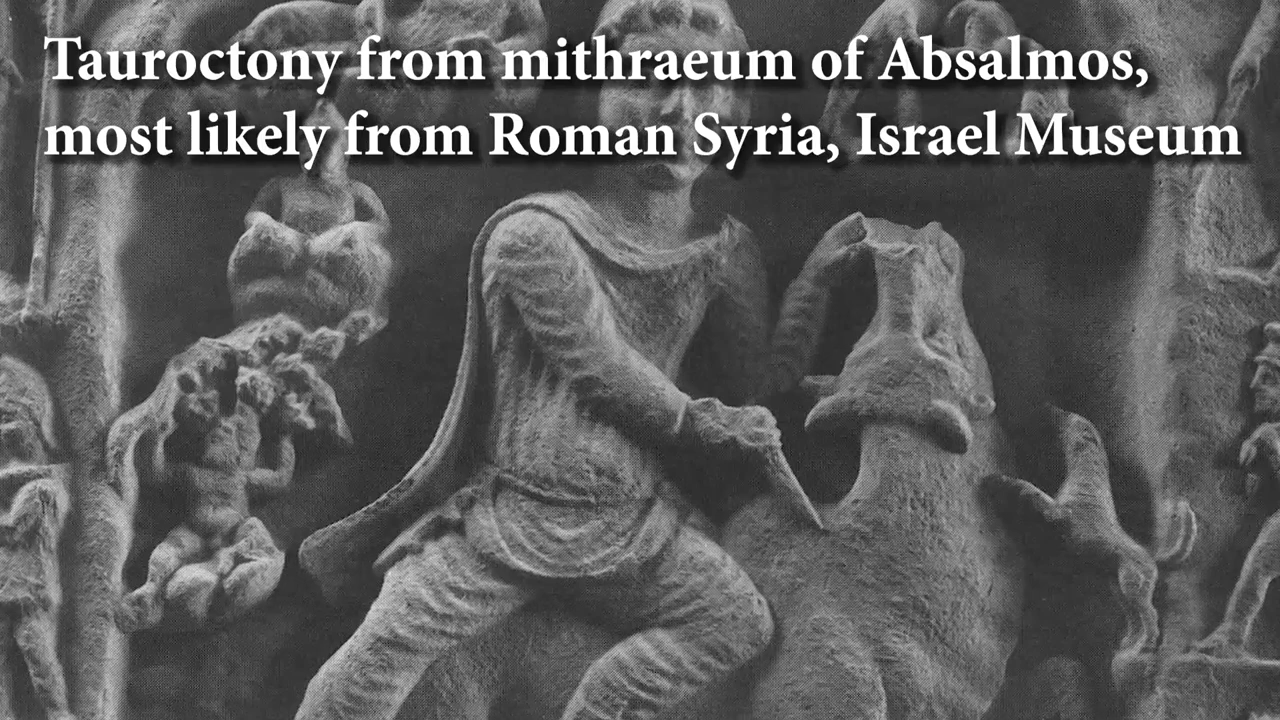 Tauroctony from mithraeum of Absalmos,
most likely from Roman Syria, Israel Museum